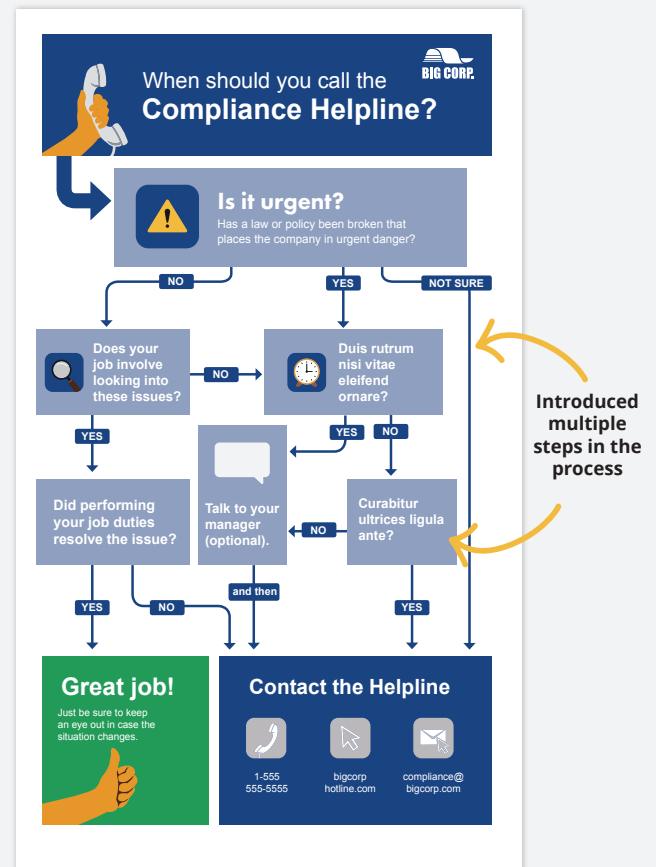 When should you call the
Compliance Helpline?
BIG CORP.
Is it urgent?
Has a law or policy been broken that
places the company in urgent danger?
NO
YES
NOT SURE
Does your
job involve
looking into
these issues?
NO
Duis rutrum
nisi vitae
eleifend
ornare?
Introduced
multiple
steps in the
process
YES
YES
NO
Did performing
your job duties
resolve the issue?
Talk to your
manager
(optional).
NO
Curabitur
ultrices ligula
ante?
YES
NO
and then
YES
Great job!
Just be sure to keep
an eye out in case the
situation changes.
Contact the Helpline
1-555
555-5555
bigcorp
hotline.com
compliance@
bigcorp.com